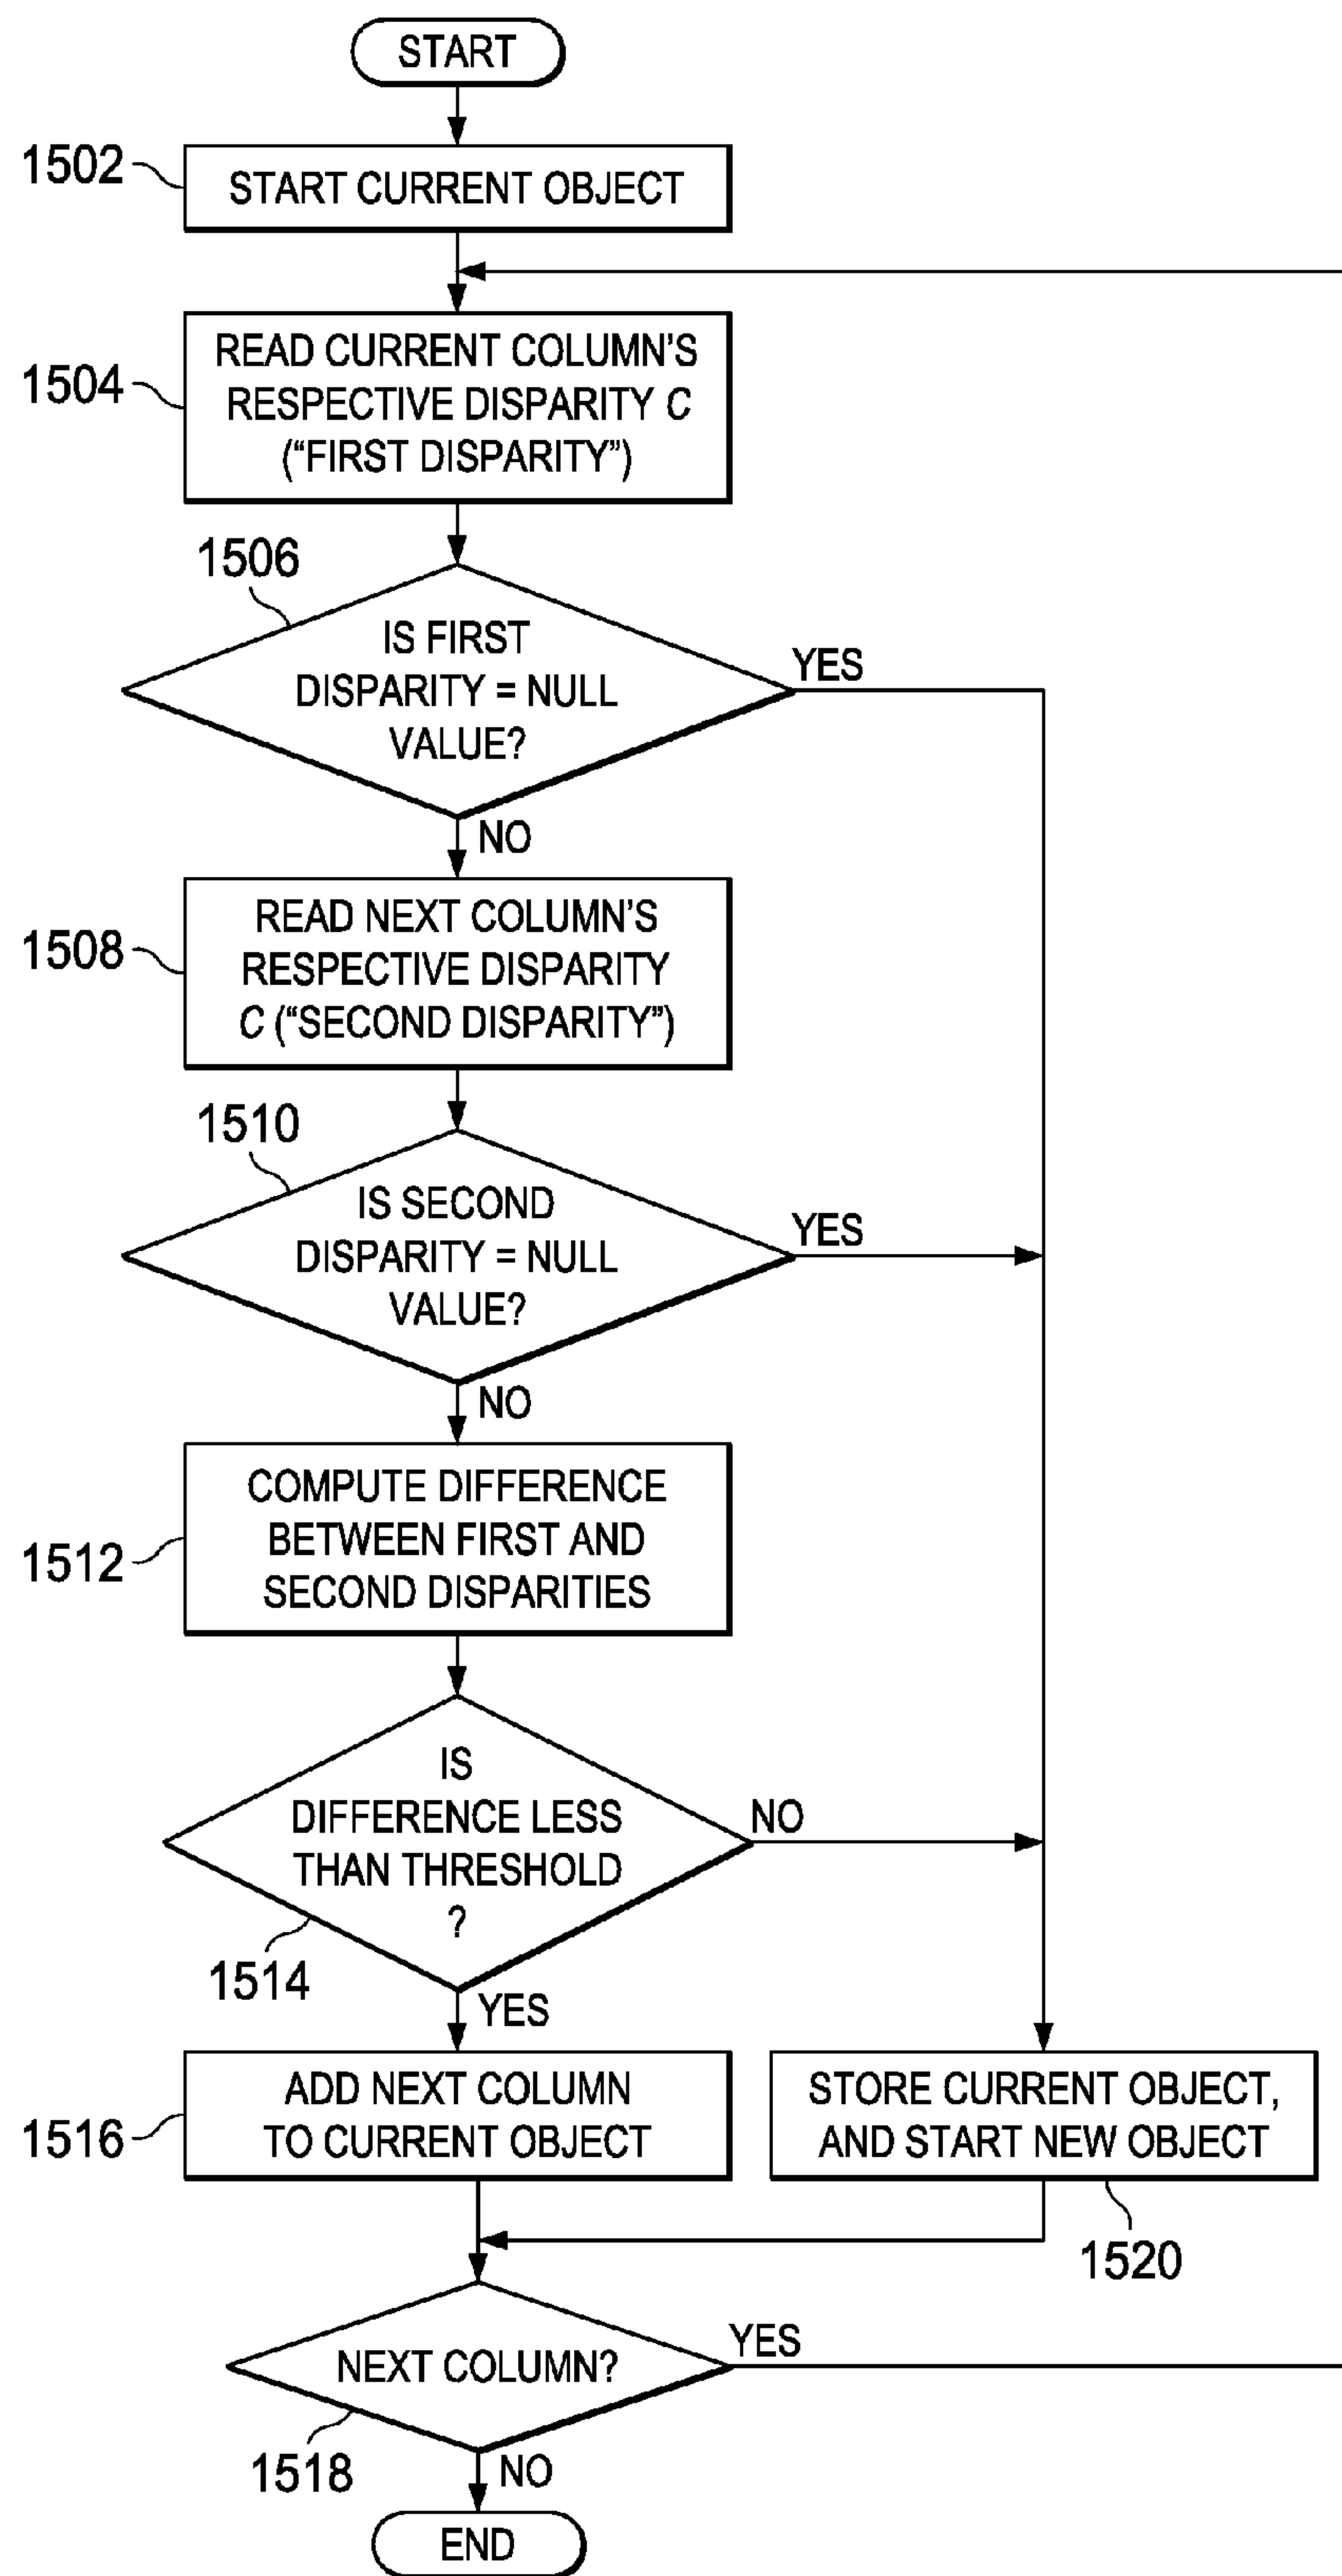 START
1502
START CURRENT OBJECT
1504
READ CURRENT COLUMN'S
RESPECTIVE DISPARITY C
(“FIRST DISPARITY”)
1506
IS FIRST
DISPARITY = NULL
VALUE?
YES
NO
1508
READ NEXT COLUMN'S
RESPECTIVE DISPARITY
C (“SECOND DISPARITY”)
1510
IS SECOND
DISPARITY = NULL
VALUE?
YES
NO
1512
COMPUTE DIFFERENCE
BETWEEN FIRST AND
SECOND DISPARITIES
IS
DIFFERENCE LESS
THAN THRESHOLD
?
NO
1514
YES
1516
ADD NEXT COLUMN
TO CURRENT OBJECT
STORE CURRENT OBJECT,
AND START NEW OBJECT
1520
NEXT COLUMN?
YES
1518
NO
END